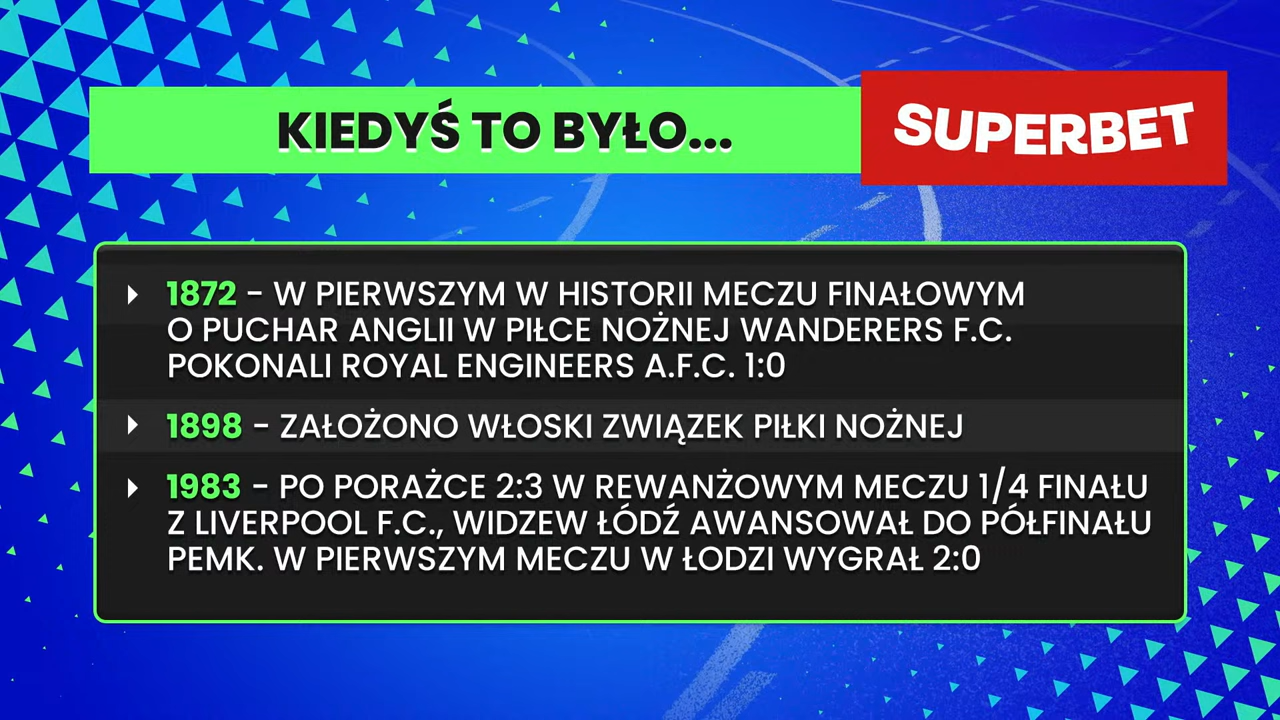 KIEDYŚ TO BYŁO...
SUPERBET
1872 - W PIERWSZYM W HISTORII MECZU FINAŁOWYM
O PUCHAR ANGLII W PIŁCE NOŻNEJ WANDERERS F.C.
POKONALI ROYAL ENGINEERS A.F.C. 1:0
1898 - ZAŁOŻONO WŁOSKI ZWIĄZEK PIŁKI NOŻNEJ
1983 - PO PORAŻCE 2:3 W REWANŻOWYM MECZU 1/4 FINAŁU
Z LIVERPOOL F.C., WIDZEW ŁÓDŹ AWANSOWAŁ DO PÓŁFINAŁU
PEMK. W PIERWSZYM MECZU W ŁODZI WYGRAŁ 2:0